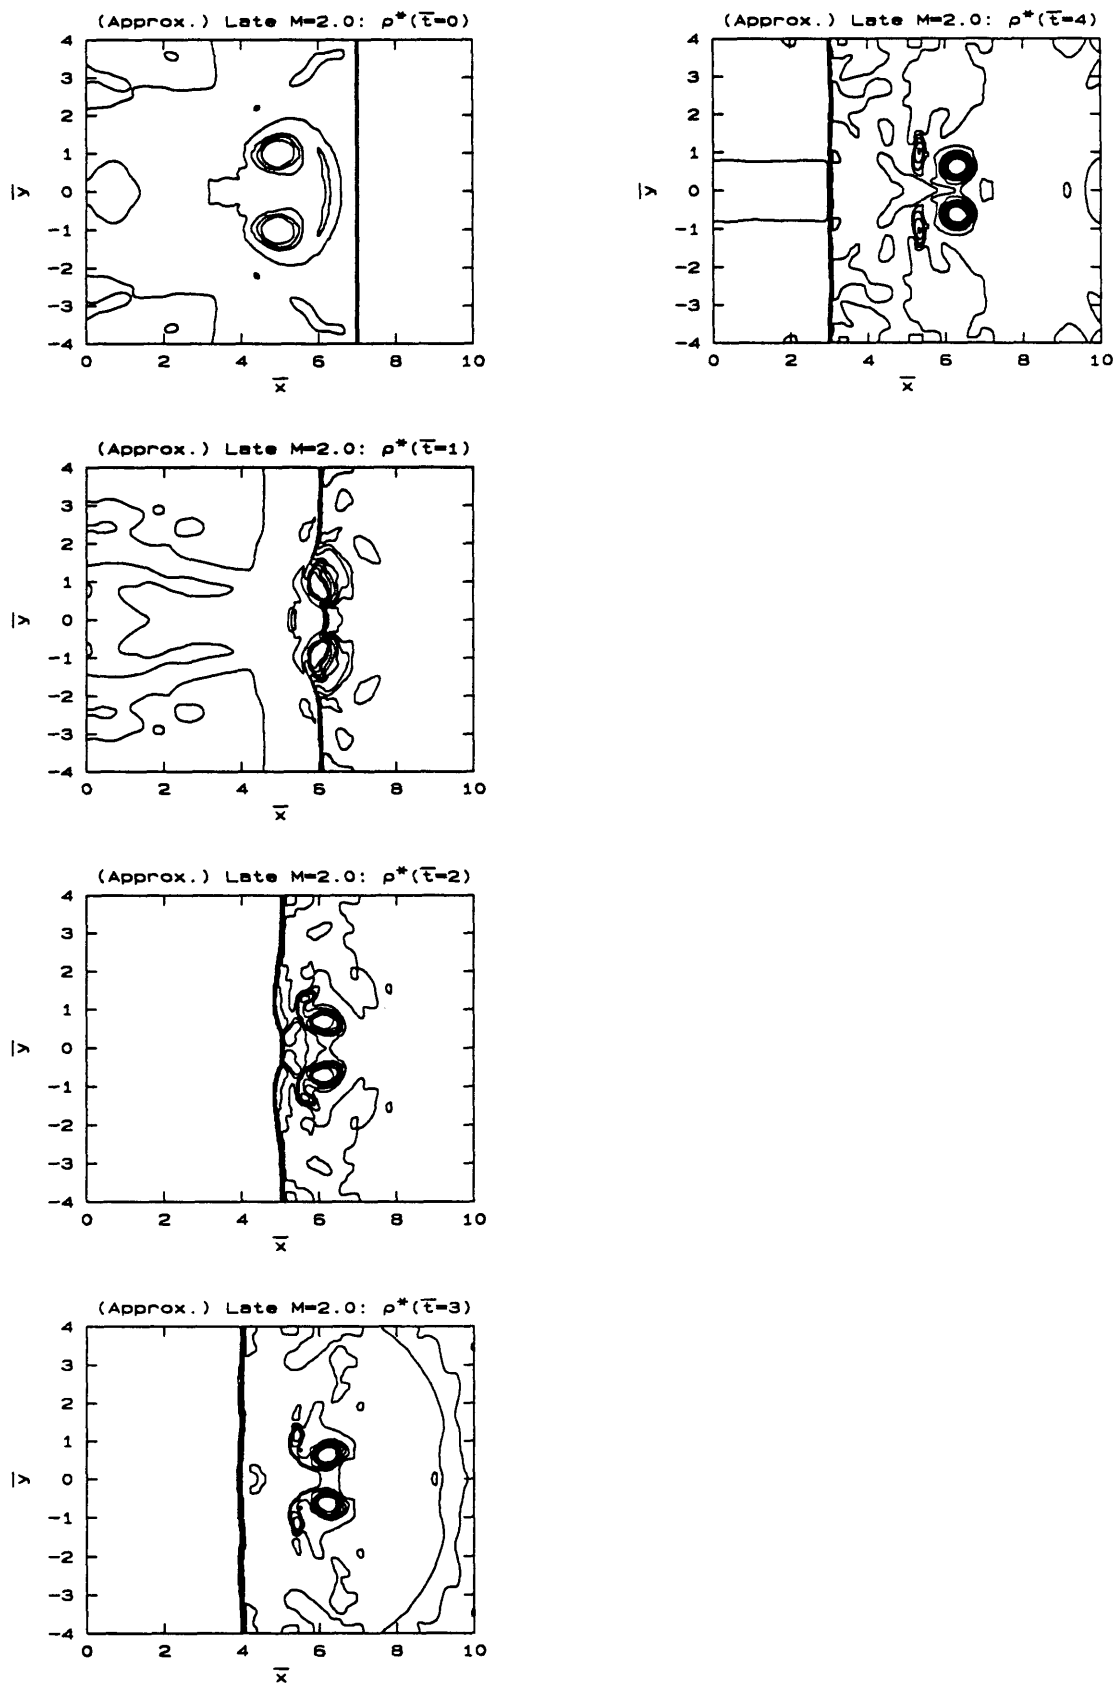 (Approx.) Late M=2.0: ρ*(t̅=0)
4
3
2
1
0
-1
-2
-3
-4
y̅
0 2 4 6 8 10
x̅
(Approx.) Late M=2.0: ρ*(t̅=4)
4
3
2
1
0
-1
-2
-3
-4
y̅
0 2 4 6 8 10
x̅
(Approx.) Late M=2.0: ρ*(t̅=1)
4
3
2
1
0
-1
-2
-3
-4
y̅
0 2 4 6 8 10
x̅
(Approx.) Late M=2.0: ρ*(t̅=2)
4
3
2
1
0
-1
-2
-3
-4
y̅
0 2 4 6 8 10
x̅
(Approx.) Late M=2.0: ρ*(t̅=3)
4
3
2
1
0
-1
-2
-3
-4
y̅
0 2 4 6 8 10
x̅